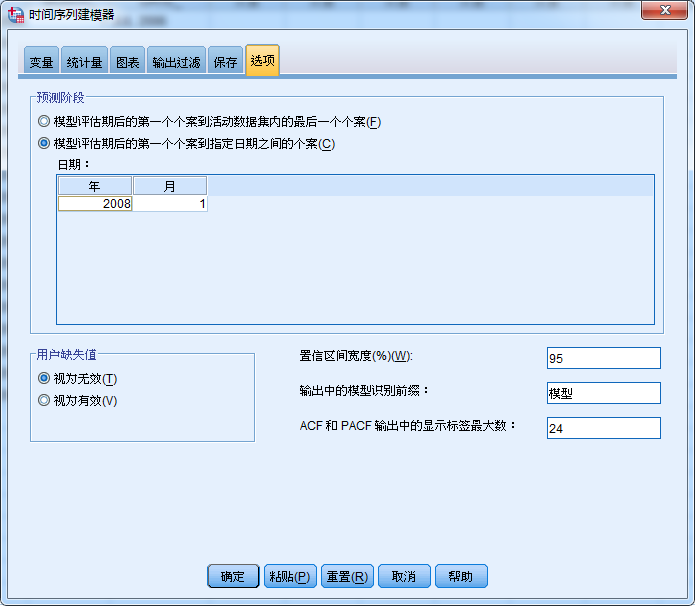 时间序列建模器
变量 统计量 图表 输出过滤 保存 选项
预测阶段
模型评估期后的第一个个案到活动数据集内的最后一个个案(F)
模型评估期后的第一个个案到指定日期之间的个案(C)
日期：
年 月
2008 1
用户缺失值
视为无效(T)
视为有效(V)
置信区间宽度(%)(W): 95
输出中的模型识别前缀： 模型
ACF 和 PACF 输出中的显示标签最大数： 24
确定 粘贴(P) 重置(R) 取消 帮助